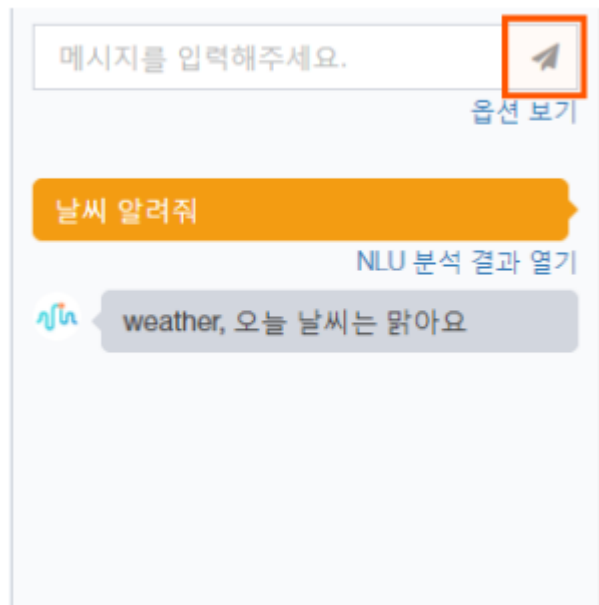 메시지를 입력해주세요.
옵션 보기
날씨 알려줘
NLU 분석 결과 열기
weather, 오늘 날씨는 맑아요